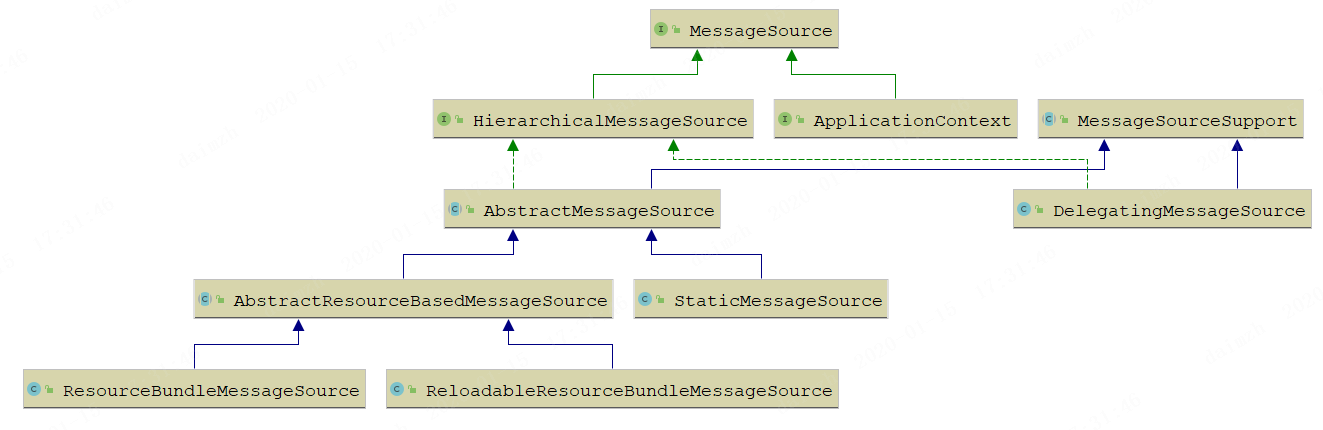 MessageSource
HierarchicalMessageSource
ApplicationContext
MessageSourceSupport
AbstractMessageSource
DelegatingMessageSource
AbstractResourceBasedMessageSource
StaticMessageSource
ResourceBundleMessageSource
ReloadableResourceBundleMessageSource